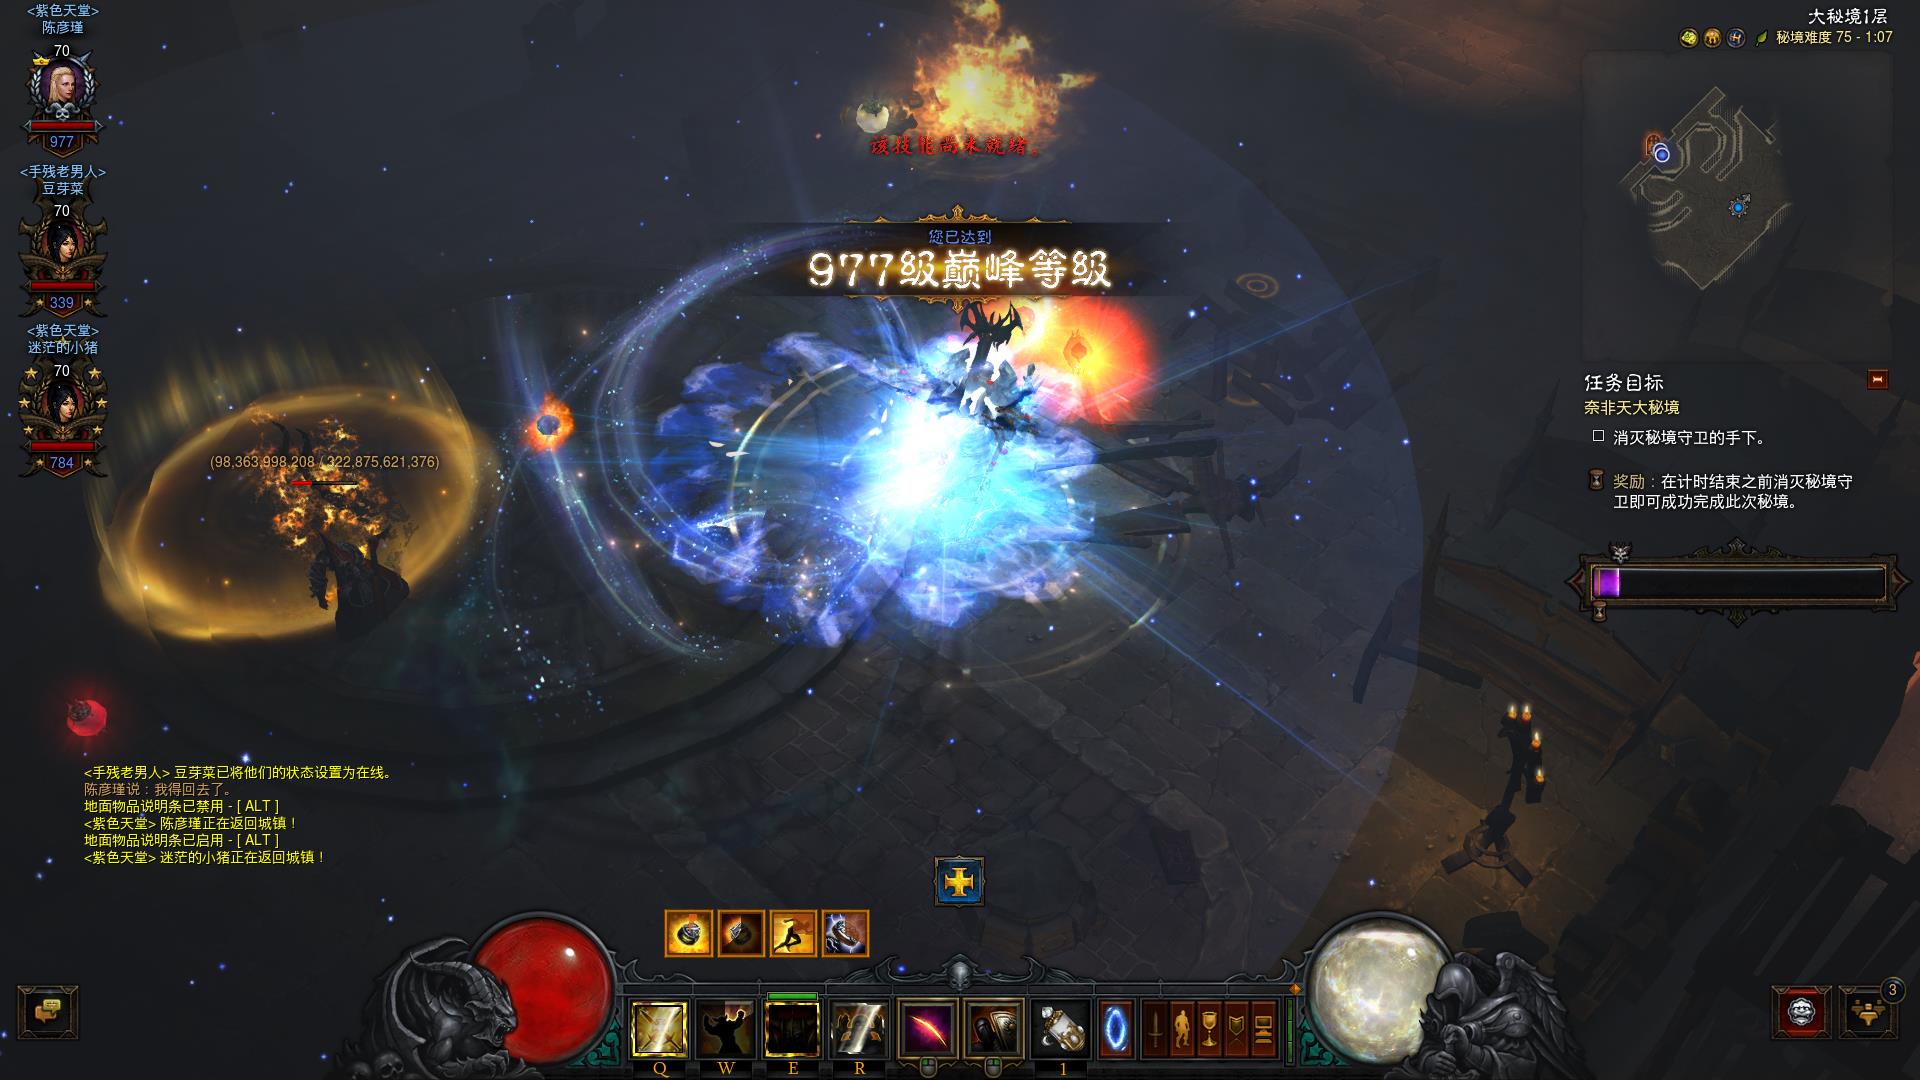 <紫色天堂>
陈彦瑾
70
977
<手残老男人>
豆芽菜
70
339
<紫色天堂>
迷茫的小猪
70
784
该技能尚未就绪。
您已达到
977级巅峰等级
(98,363,998,208 / 322,875,621,376)
大秘境1层
秘境难度 75 - 1:07
任务目标
奈非天大秘境
消灭秘境守卫的手下。
奖励：在计时结束之前消灭秘境守
卫即可成功完成此次秘境。
<手残老男人> 豆芽菜已将他们的状态设置为在线。
陈彦瑾说：我得回去了。
地面物品说明条已禁用 - [ ALT ]
<紫色天堂> 陈彦瑾正在返回城镇！
地面物品说明条已启用 - [ ALT ]
<紫色天堂> 迷茫的小猪正在返回城镇！
Q
W
E
R
1
3